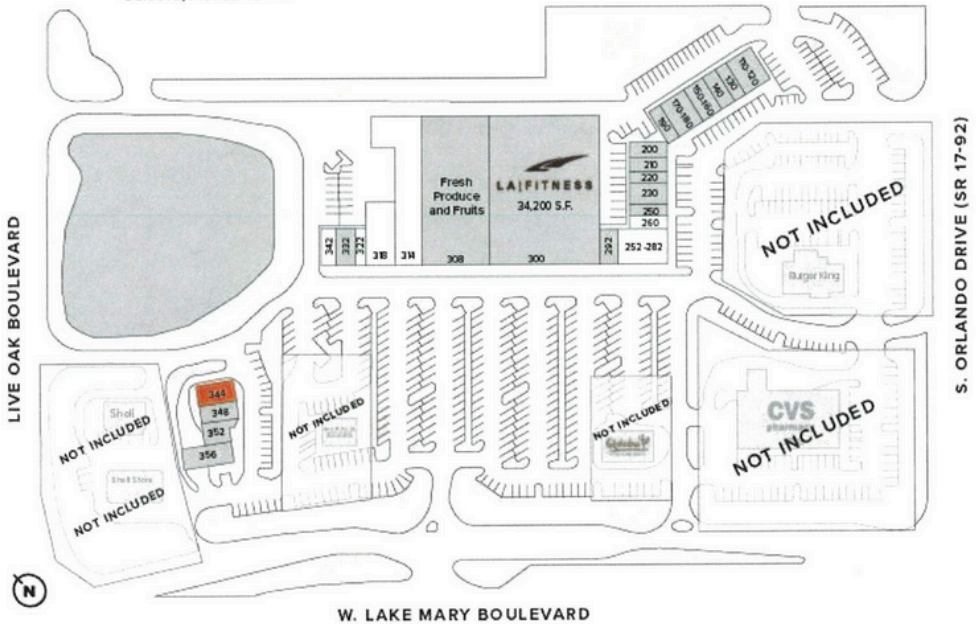 110-120
130
140
150-160
170-180
190
200
210
220
230
250
260
252-282
292
Fresh
Produce
and Fruits
308
LA|FITNESS
34,200 S.F.
300
342
332
322
318
314
NOT INCLUDED
Burger King
LIVE OAK BOULEVARD
S. ORLANDO DRIVE (SR 17-92)
344
348
352
356
Shell
NOT INCLUDED
Shell Store
NOT INCLUDED
NOT INCLUDED
NOT INCLUDED
CVS
pharmacy
NOT INCLUDED
N
W. LAKE MARY BOULEVARD